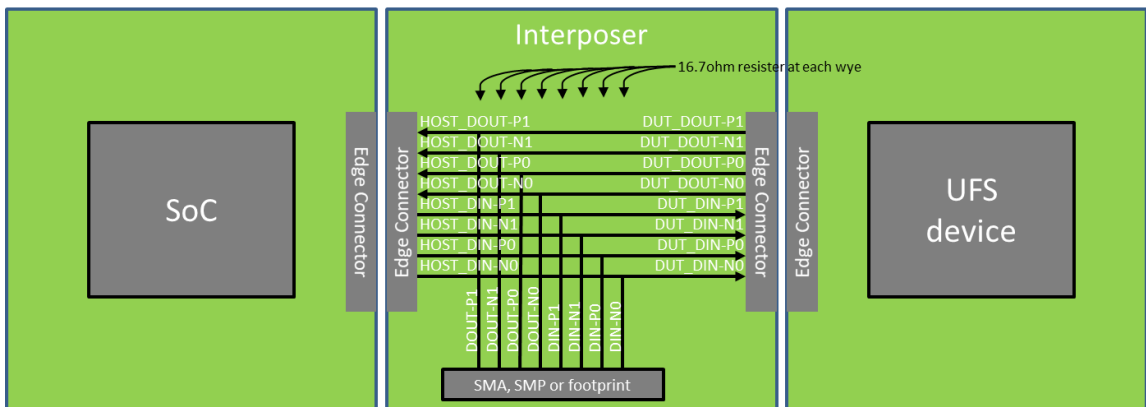 Interposer
16.7ohm resister at each wye
HOST_DOUT-P1 DUT_DOUT-P1
HOST_DOUT-N1 DUT_DOUT-N1
HOST_DOUT-P0 DUT_DOUT-P0
HOST_DOUT-N0 DUT_DOUT-N0
HOST_DIN-P1 DUT_DIN-P1
HOST_DIN-N1 DUT_DIN-N1
HOST_DIN-P0 DUT_DIN-P0
HOST_DIN-N0 DUT_DIN-N0
SoC
Edge Connector
Edge Connector
Edge Connector
Edge Connector
UFS
device
DOUT-P1
DOUT-N1
DOUT-P0
DOUT-N0
DIN-P1
DIN-N1
DIN-P0
DIN-N0
SMA, SMP or footprint